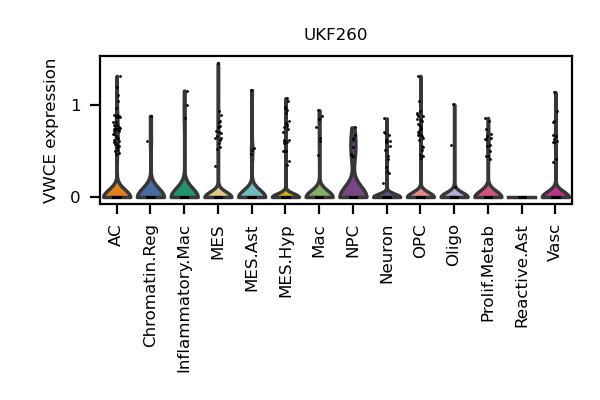 UKF260
VWCE expression
1
0
AC
Chromatin.Reg
Inflammatory.Mac
MES
MES.Ast
MES.Hyp
Mac
NPC
Neuron
OPC
Oligo
Prolif.Metab
Reactive.Ast
Vasc